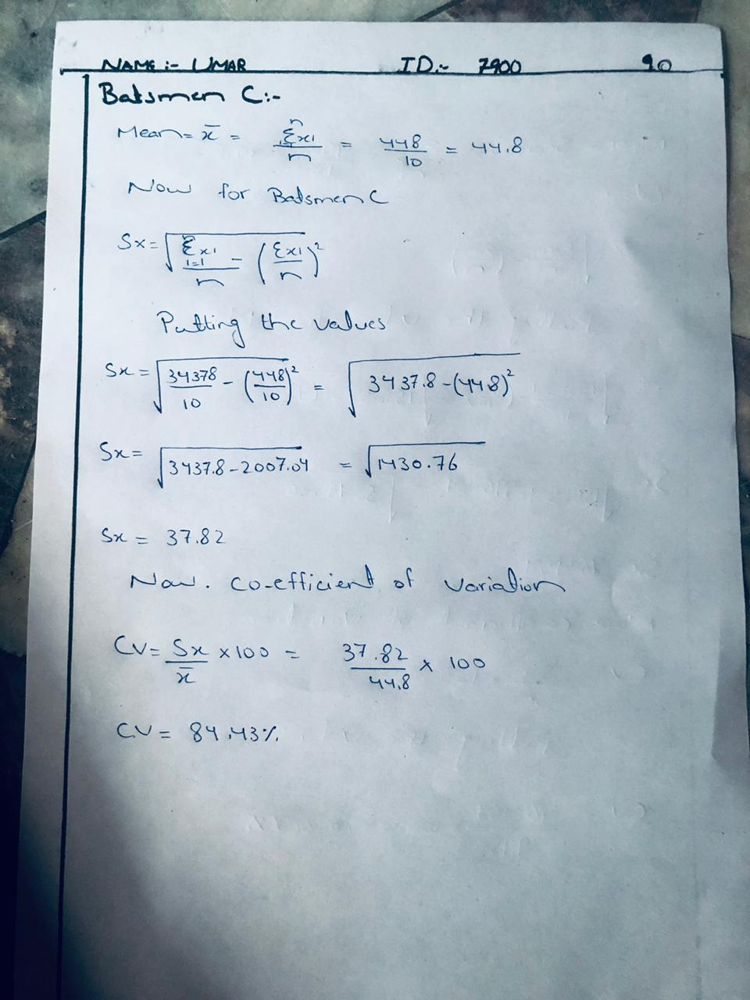 NAME :- UMAR ID:- 7900 90
Batsmen C:-
Mean = x̄ = Σxi/n = 448/10 = 44.8
Now for Batsmen C
Sx = √(Σxi/n - (Σxi/n)²)
Putting the values
Sx = √(34378/10 - (448/10)²) = √(3437.8 - (44.8)²)
Sx = √(3437.8 - 2007.04) = √1430.76
Sx = 37.82
Now. co-efficient of variation
CV = Sx/x̄ × 100 = 37.82/44.8 × 100
C.V = 84.43%